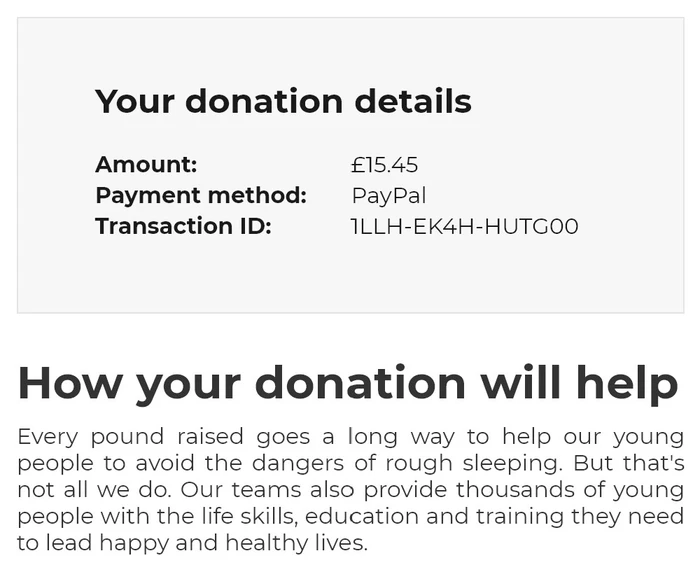 Your donation details
Amount: £15.45
Payment method: PayPal
Transaction ID: 1LLH-EK4H-HUTG00
How your donation will help
Every pound raised goes a long way to help our young
people to avoid the dangers of rough sleeping. But that's
not all we do. Our teams also provide thousands of young
people with the life skills, education and training they need
to lead happy and healthy lives.